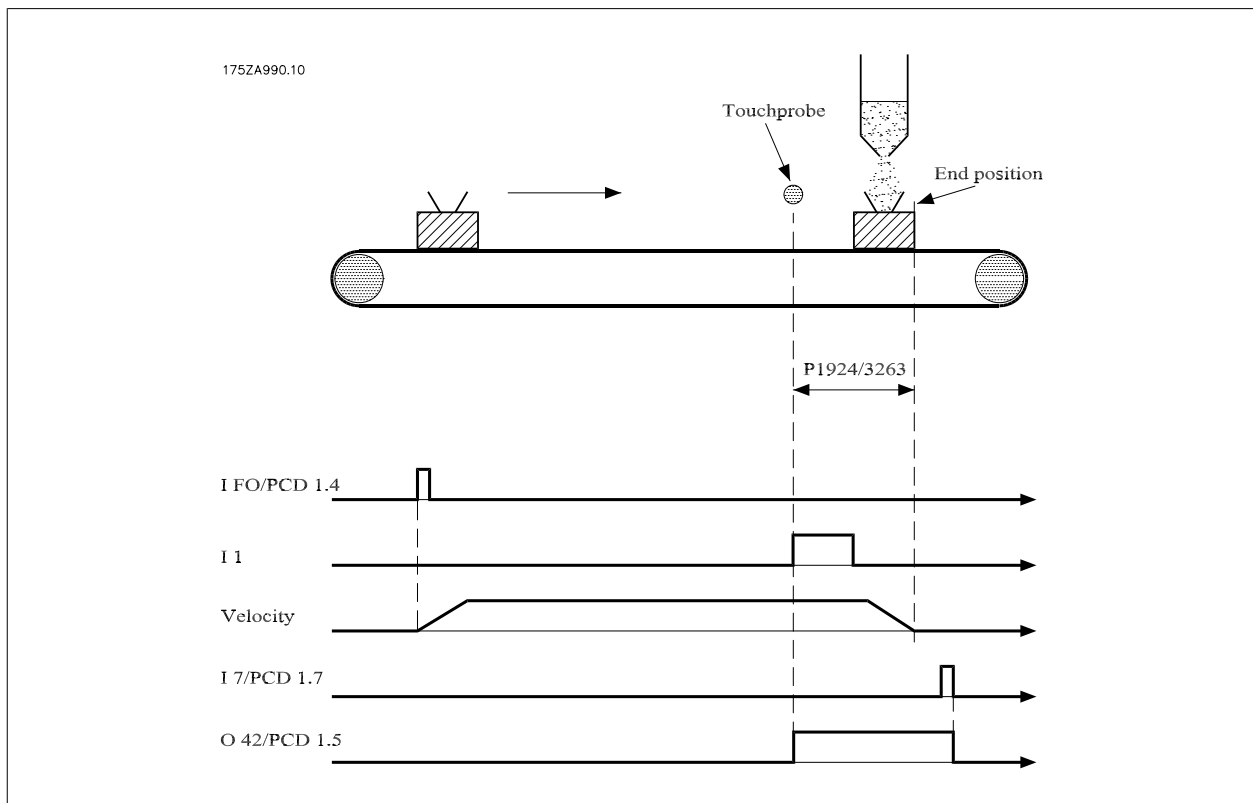 175ZA990.10
Touchprobe
End position
P1924/3263
I FO/PCD 1.4
I 1
Velocity
I 7/PCD 1.7
O 42/PCD 1.5